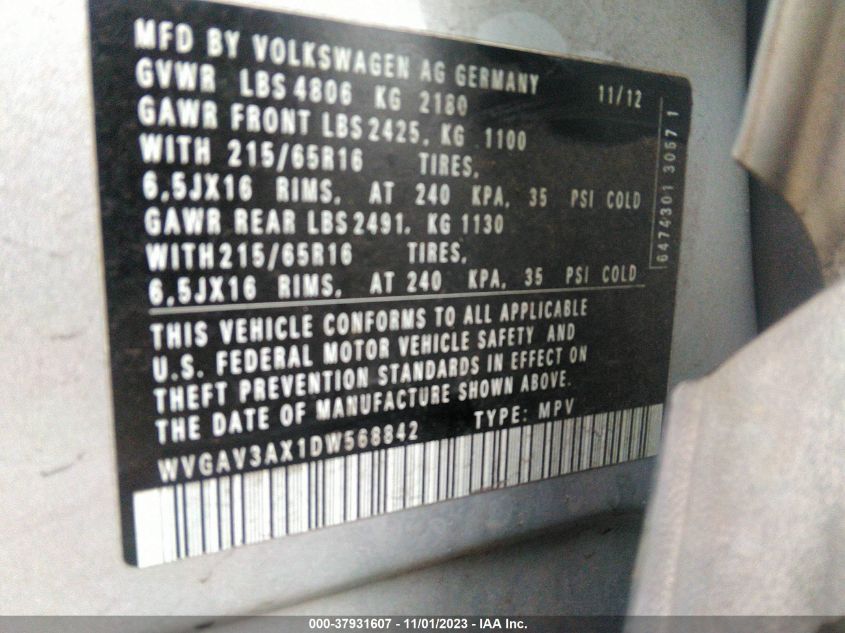 MFD BY VOLKSWAGEN AG GERMANY 11/12
GVWR LBS 4806 KG 2180
GAWR FRONT LBS 2425, KG 1100
WITH 215/65R16 TIRES,
6,5JX16 RIMS, AT 240 KPA, 35 PSI COLD
GAWR REAR LBS 2491, KG 1130
WITH 215/65R16 TIRES,
6,5JX16 RIMS, AT 240 KPA, 35 PSI COLD
6474301 3057 1
THIS VEHICLE CONFORMS TO ALL APPLICABLE
U.S. FEDERAL MOTOR VEHICLE SAFETY AND
THEFT PREVENTION STANDARDS IN EFFECT ON
THE DATE OF MANUFACTURE SHOWN ABOVE.
WVGAV3AX1DW568842 TYPE: MPV
000-37931607 - 11/01/2023 - IAA Inc.